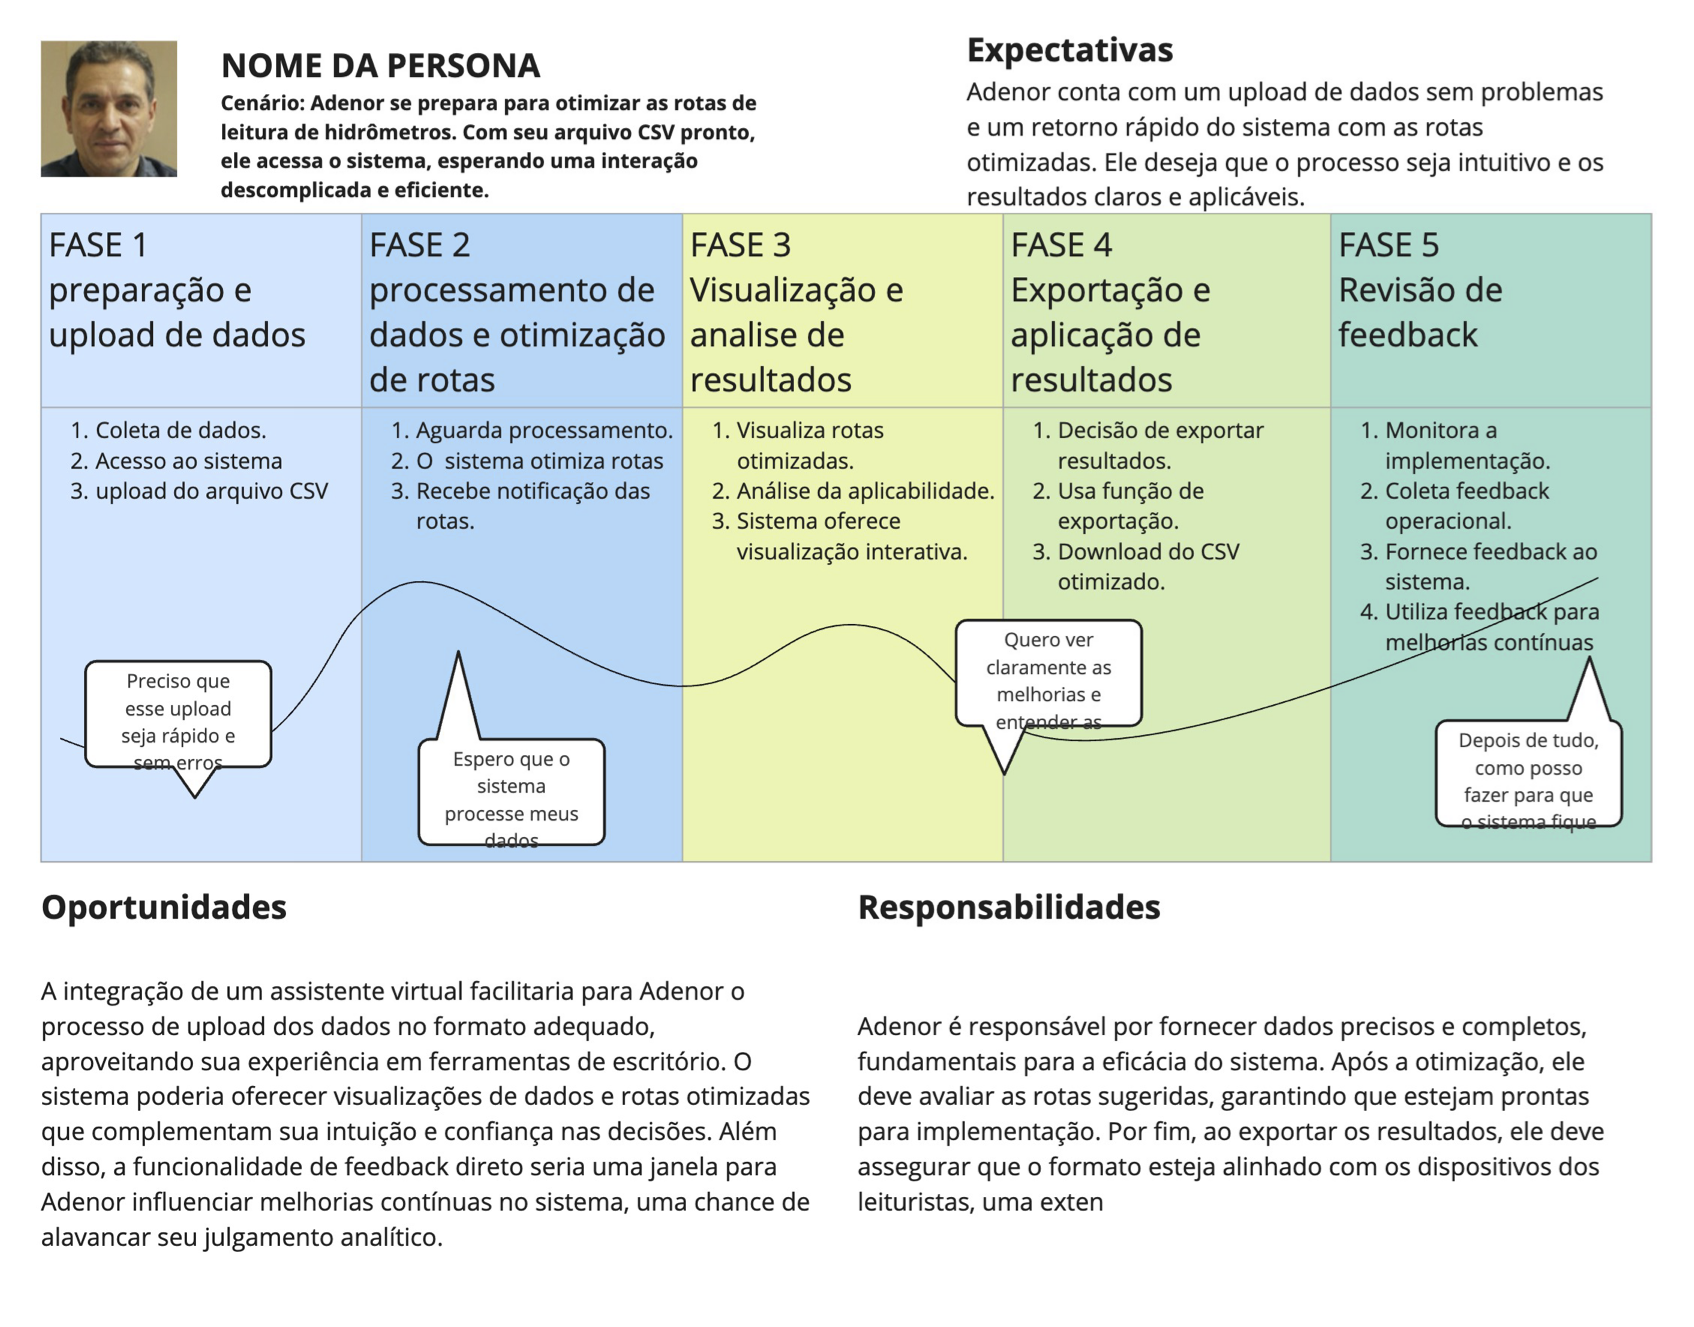 NOME DA PERSONA
Cenário: Adenor se prepara para otimizar as rotas de
leitura de hidrômetros. Com seu arquivo CSV pronto,
ele acessa o sistema, esperando uma interação
descomplicada e eficiente.
Expectativas
Adenor conta com um upload de dados sem problemas
e um retorno rápido do sistema com as rotas
otimizadas. Ele deseja que o processo seja intuitivo e os
resultados claros e aplicáveis.
FASE 1
preparação e
upload de dados
FASE 2
processamento de
dados e otimização
de rotas
FASE 3
Visualização e
analise de
resultados
FASE 4
Exportação e
aplicação de
resultados
FASE 5
Revisão de
feedback
1. Coleta de dados.
2. Acesso ao sistema
3. upload do arquivo CSV
1. Aguarda processamento.
2. O  sistema otimiza rotas
3. Recebe notificação das
rotas.
1. Visualiza rotas
otimizadas.
2. Análise da aplicabilidade.
3. Sistema oferece
visualização interativa.
1. Decisão de exportar
resultados.
2. Usa função de
exportação.
3. Download do CSV
otimizado.
1. Monitora a
implementação.
2. Coleta feedback
operacional.
3. Fornece feedback ao
sistema.
4. Utiliza feedback para
melhorias contínuas
Preciso que
esse upload
seja rápido e
sem erros
Espero que o
sistema
processe meus
dados
Quero ver
claramente as
melhorias e
entender as
Depois de tudo,
como posso
fazer para que
o sistema fique
Oportunidades
A integração de um assistente virtual facilitaria para Adenor o
processo de upload dos dados no formato adequado,
aproveitando sua experiência em ferramentas de escritório. O
sistema poderia oferecer visualizações de dados e rotas otimizadas
que complementam sua intuição e confiança nas decisões. Além
disso, a funcionalidade de feedback direto seria uma janela para
Adenor influenciar melhorias contínuas no sistema, uma chance de
alavancar seu julgamento analítico.
Responsabilidades
Adenor é responsável por fornecer dados precisos e completos,
fundamentais para a eficácia do sistema. Após a otimização, ele
deve avaliar as rotas sugeridas, garantindo que estejam prontas
para implementação. Por fim, ao exportar os resultados, ele deve
assegurar que o formato esteja alinhado com os dispositivos dos
leituristas, uma exten